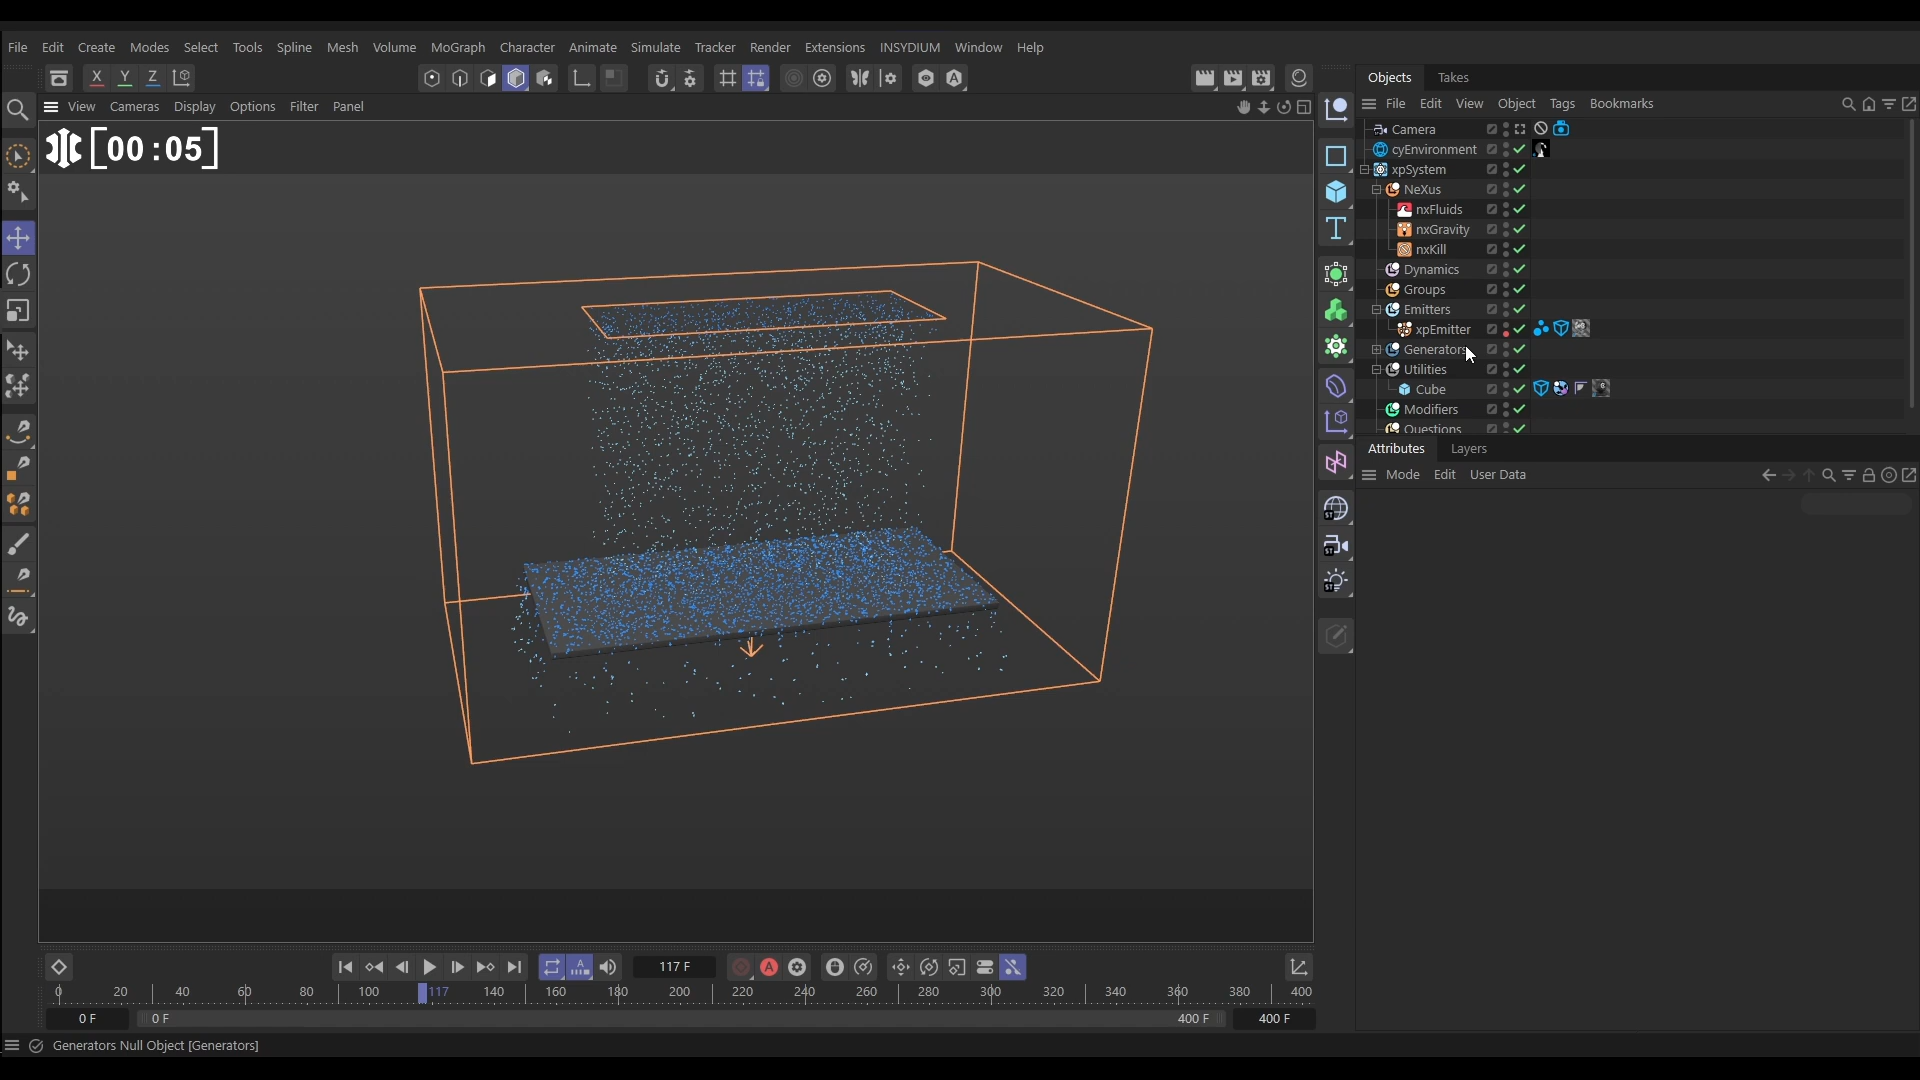 File Edit Create Modes Select Tools Spline Mesh Volume MoGraph Character Animate Simulate Tracker Render Extensions INSYDIUM Window Help
X Y Z
View Cameras Display Options Filter Panel
[00:05]
Objects Takes
File Edit View Object Tags Bookmarks
Camera
cyEnvironment
xpSystem
NeXus
nxFluids
nxGravity
nxKill
Dynamics
Groups
Emitters
xpEmitter
Generators
Utilities
Cube
Modifiers
Questions
Attributes Layers
Mode Edit User Data
117 F
0 20 40 60 80 100 117 140 160 180 200 220 240 260 280 300 320 340 360 380 400
0 F 0 F 400 F 400 F
Generators Null Object [Generators]